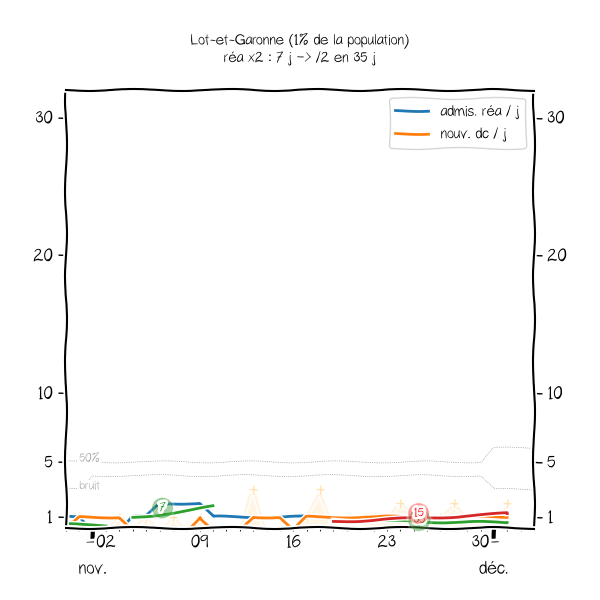 Lot-et-Garonne (1% de la population)
réa x2 : 7 j -> /2 en 35 j
admis. réa / j
nouv. dc / j
30
30
20
20
10
10
5
5
50%
bruit
7
15
1
1
02
09
16
23
30
nov.
déc.